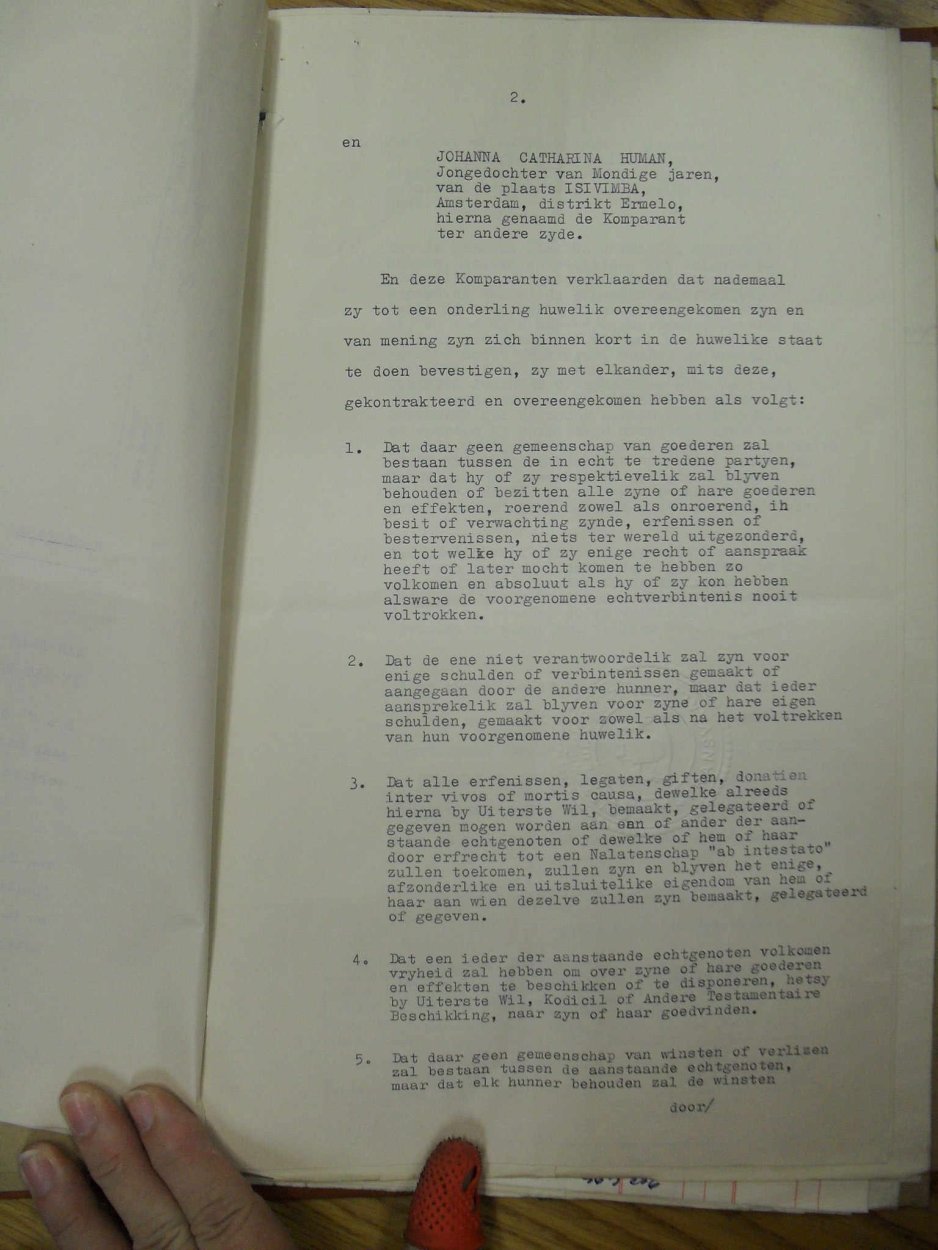 2.
en
JOHANNA CATHARINA HUMAN,
Jongedochter van Mondige jaren,
van de plaats ISIVIMBA,
Amsterdam, distrikt Ermelo,
hierna genaamd de Komparant
ter andere zyde.
En deze Komparanten verklaarden dat nademaal
zy tot een onderling huwelik overeengekomen zyn en
van mening zyn zich binnen kort in de huwelike staat
te doen bevestigen, zy met elkander, mits deze,
gekontrakteerd en overeengekomen hebben als volgt:
1. Dat daar geen gemeenschap van goederen zal
bestaan tussen de in echt te tredene partyen,
maar dat hy of zy respektievelik zal blyven
behouden of bezitten alle zyne of hare goederen
en effekten, roerend zowel als onroerend, ih
besit of verwachting zynde, erfenissen of
bestervenissen, niets ter wereld uitgezonderd,
en tot welke hy of zy enige recht of aanspraak
heeft of later mocht komen te hebben zo
volkomen en absoluut als hy of zy kon hebben
alsware de voorgenomene echtverbintenis nooit
voltrokken.
2. Dat de ene niet verantwoordelik zal zyn voor
enige schulden of verbintenissen gemaakt of
aangegaan door de andere hunner, maar dat ieder
aansprekelik zal blyven voor zyne of hare eigen
schulden, gemaakt voor zowel als na het voltrekken
van hun voorgenomene huwelik.
3. Dat alle erfenissen, legaten, giften, donatien
inter vivos of mortis causa, dewelke alreeds
hierna by Uiterste Wil, bemaakt, gelegateerd of
gegeven mogen worden aan een of ander der aan-
staande echtgenoten of dewelke of hem of haar
door erfrecht tot een Nalatenschap "ab intestato"
zullen toekomen, zullen zyn en blyven het enige,
afzonderlike en uitsluitelike eigendom van hem of
haar aan wien dezelve zullen zyn bemaakt, gelegateerd
of gegeven.
4. Dat een ieder der aanstaande echtgenoten volkomen
vryheid zal hebben om over zyne of hare goederen
en effekten te beschikken of te disponeren, hetsy
by Uiterste Wil, Kodicil of Andere Testamentaire
Beschikking, naar zyn of haar goedvinden.
5. Dat daar geen gemeenschap van winsten of verlizen
zal bestaan tussen de aanstaande echtgenoten,
maar dat elk hunner behouden zal de winsten
door/